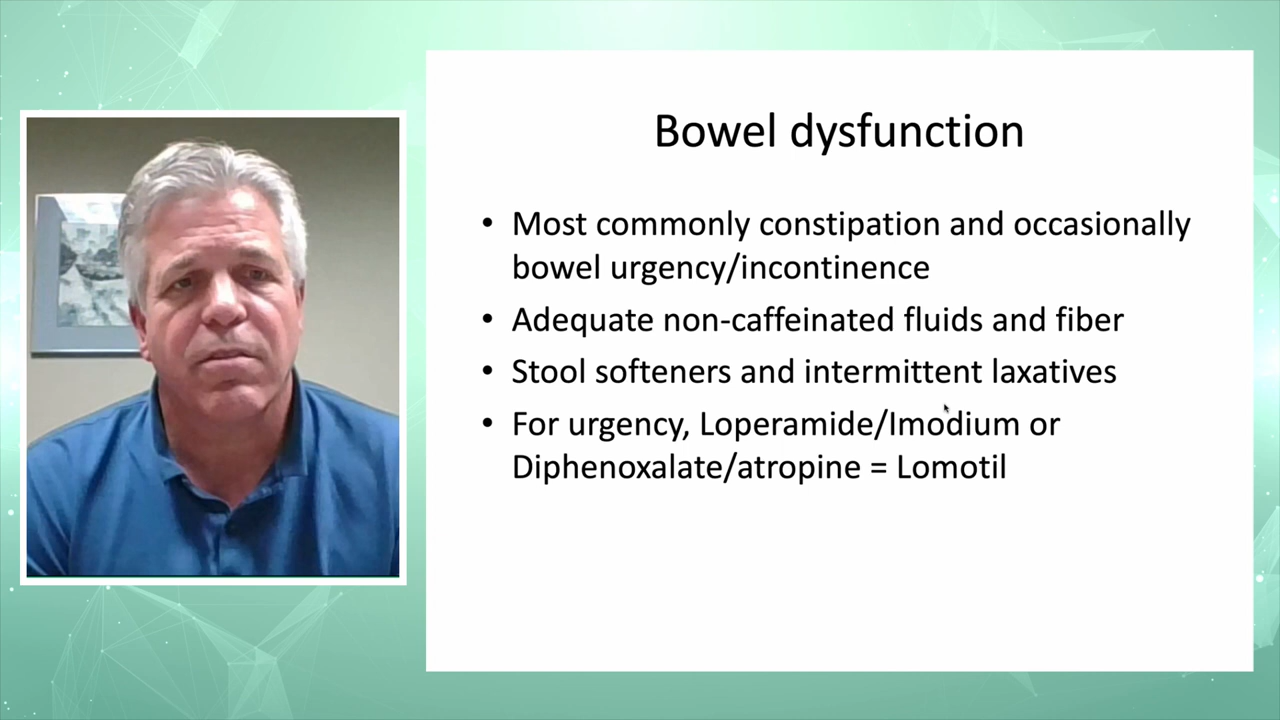 Bowel dysfunction
• Most commonly constipation and occasionally
bowel urgency/incontinence
• Adequate non-caffeinated fluids and fiber
• Stool softeners and intermittent laxatives
• For urgency, Loperamide/Imodium or
Diphenoxalate/atropine = Lomotil